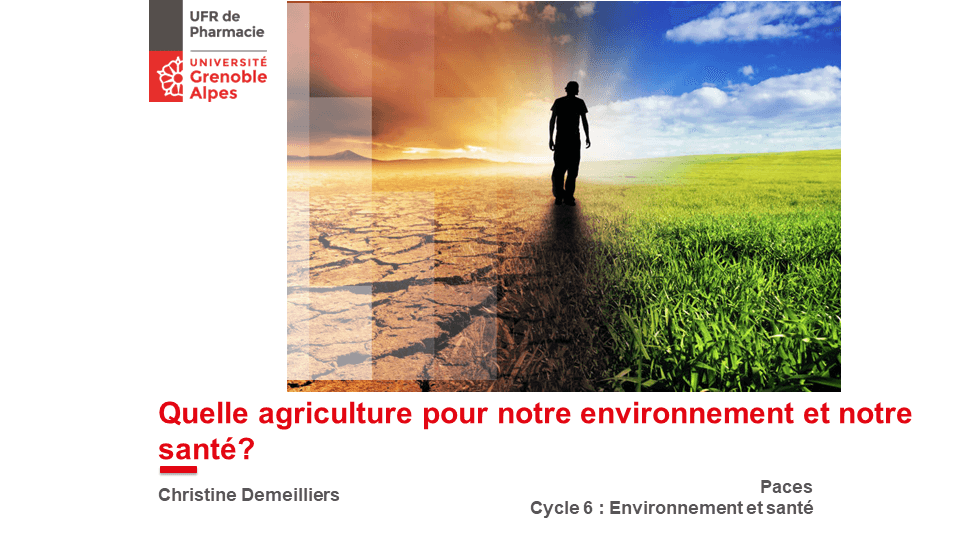 UFR de
Pharmacie
UNIVERSITÉ
Grenoble
Alpes
Quelle agriculture pour notre environnement et notre
santé?
Christine Demeilliers
Paces
Cycle 6 : Environnement et santé